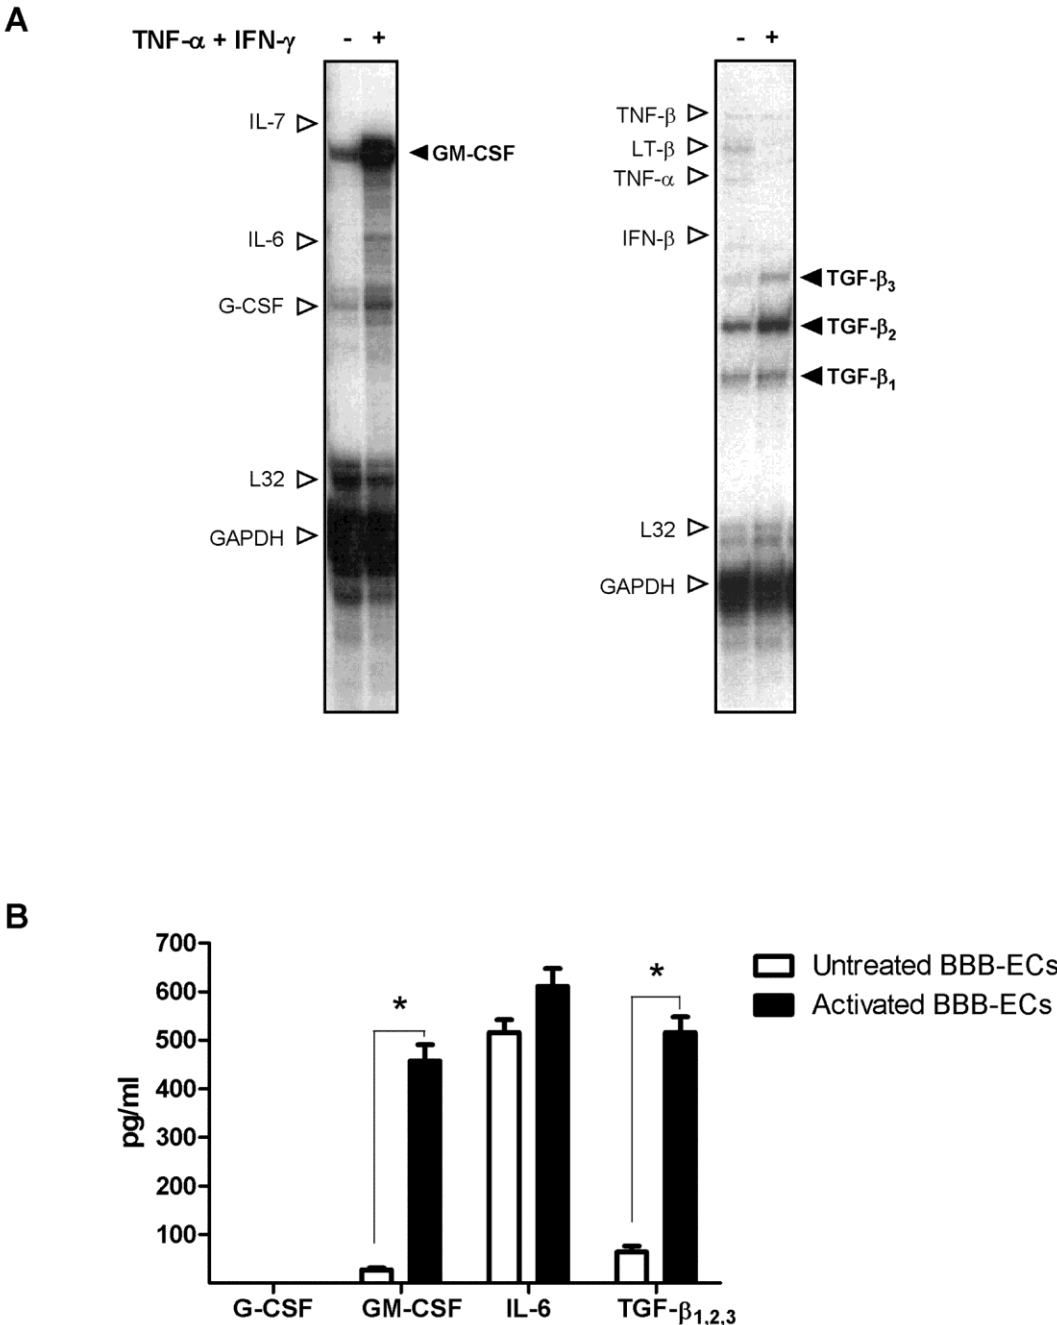 A
TNF-α + IFN-γ - + - +
IL-7
GM-CSF
IL-6
G-CSF
L32
GAPDH
TNF-β
LT-β
TNF-α
IFN-β
TGF-β₃
TGF-β₂
TGF-β₁
L32
GAPDH
B
pg/ml
700
600
500
400
300
200
100
* *
G-CSF GM-CSF IL-6 TGF-β₁,₂,₃
Untreated BBB-ECs
Activated BBB-ECs